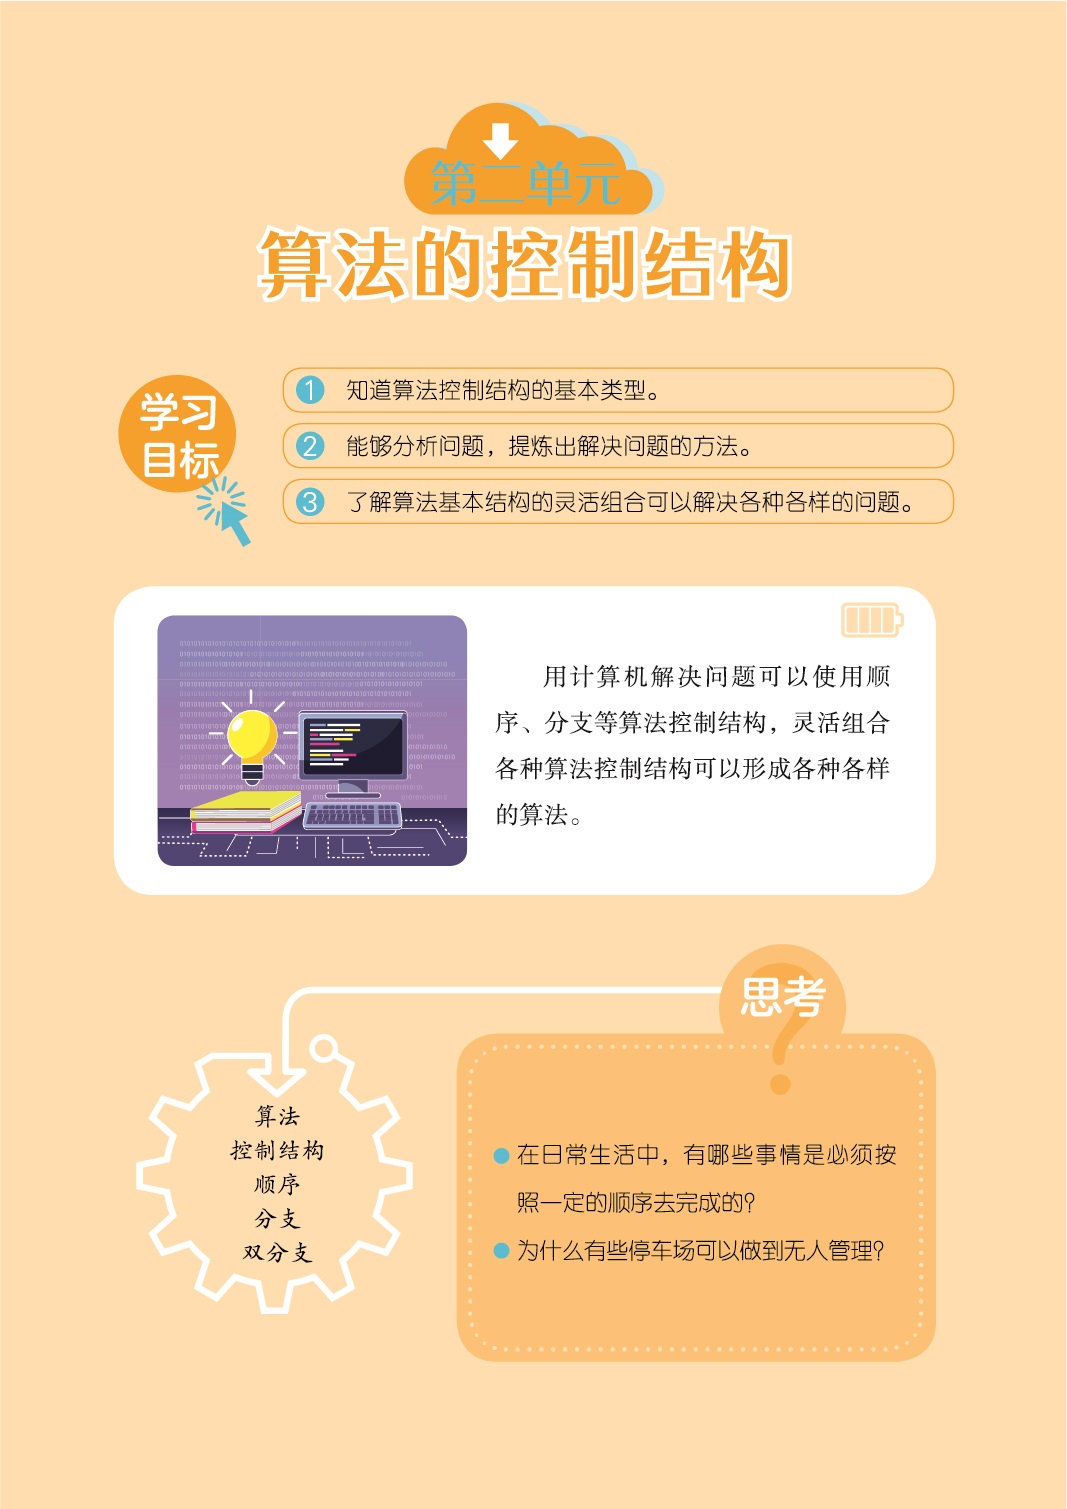 第二单元
算法的控制结构
学习
目标
1 知道算法控制结构的基本类型。
2 能够分析问题，提炼出解决问题的方法。
3 了解算法基本结构的灵活组合可以解决各种各样的问题。
用计算机解决问题可以使用顺
序、分支等算法控制结构，灵活组合
各种算法控制结构可以形成各种各样
的算法。
思考
算法
控制结构
顺序
分支
双分支
在日常生活中，有哪些事情是必须按
照一定的顺序去完成的？
为什么有些停车场可以做到无人管理？